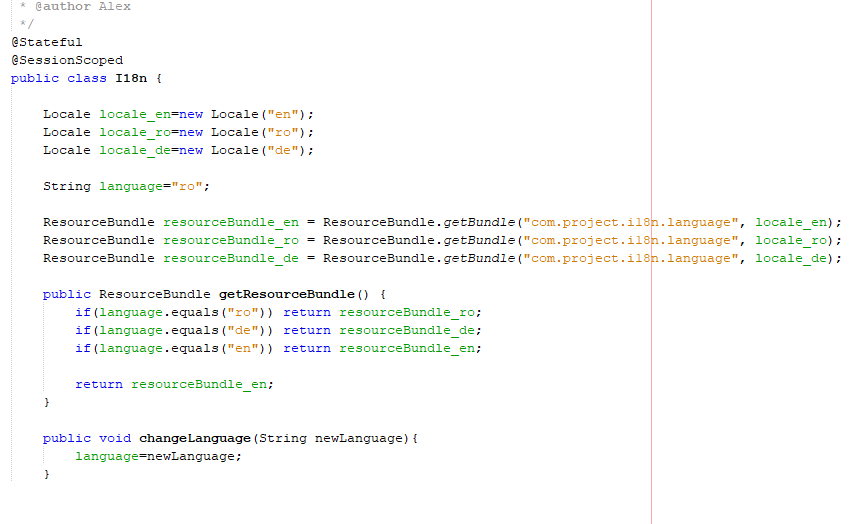 * @author Alex
*/
@Stateful
@SessionScoped
public class I18n {
Locale locale_en=new Locale("en");
Locale locale_ro=new Locale("ro");
Locale locale_de=new Locale("de");
String language="ro";
ResourceBundle resourceBundle_en = ResourceBundle.getBundle("com.project.i18n.language", locale_en);
ResourceBundle resourceBundle_ro = ResourceBundle.getBundle("com.project.i18n.language", locale_ro);
ResourceBundle resourceBundle_de = ResourceBundle.getBundle("com.project.i18n.language", locale_de);
public ResourceBundle getResourceBundle() {
if(language.equals("ro")) return resourceBundle_ro;
if(language.equals("de")) return resourceBundle_de;
if(language.equals("en")) return resourceBundle_en;
return resourceBundle_en;
}
public void changeLanguage(String newLanguage){
language=newLanguage;
}